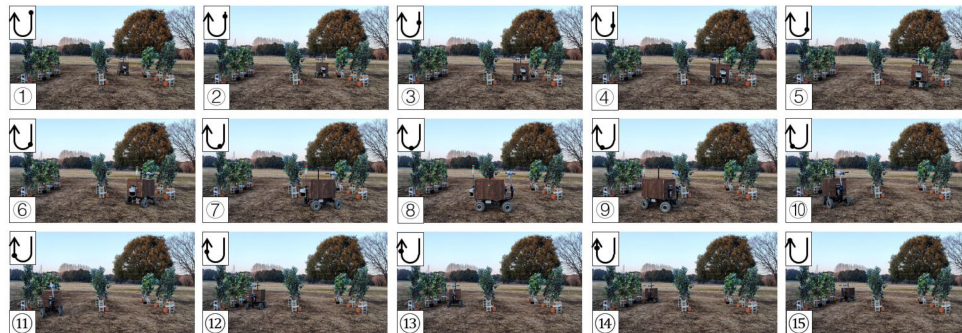 ① ② ③ ④ ⑤
⑥ ⑦ ⑧ ⑨ ⑩
⑪ ⑫ ⑬ ⑭ ⑮